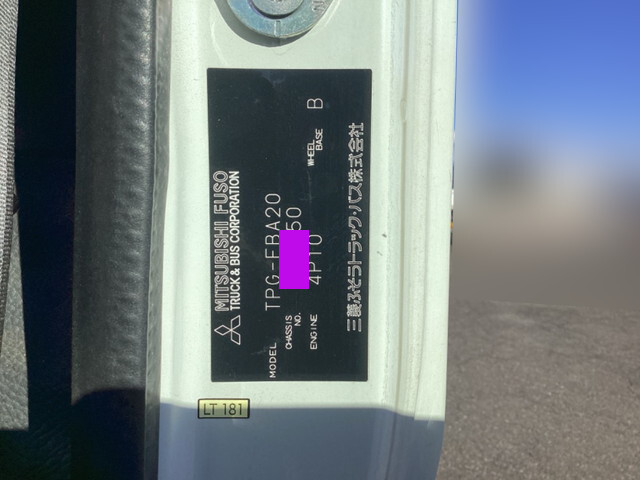 MITSUBISHI FUSO
TRUCK & BUS CORPORATION
MODEL TPG-FBA20
CHASSIS NO. 50
ENGINE 4P10
WHEEL BASE B
三菱ふそうトラック・バス株式会社
LT 181